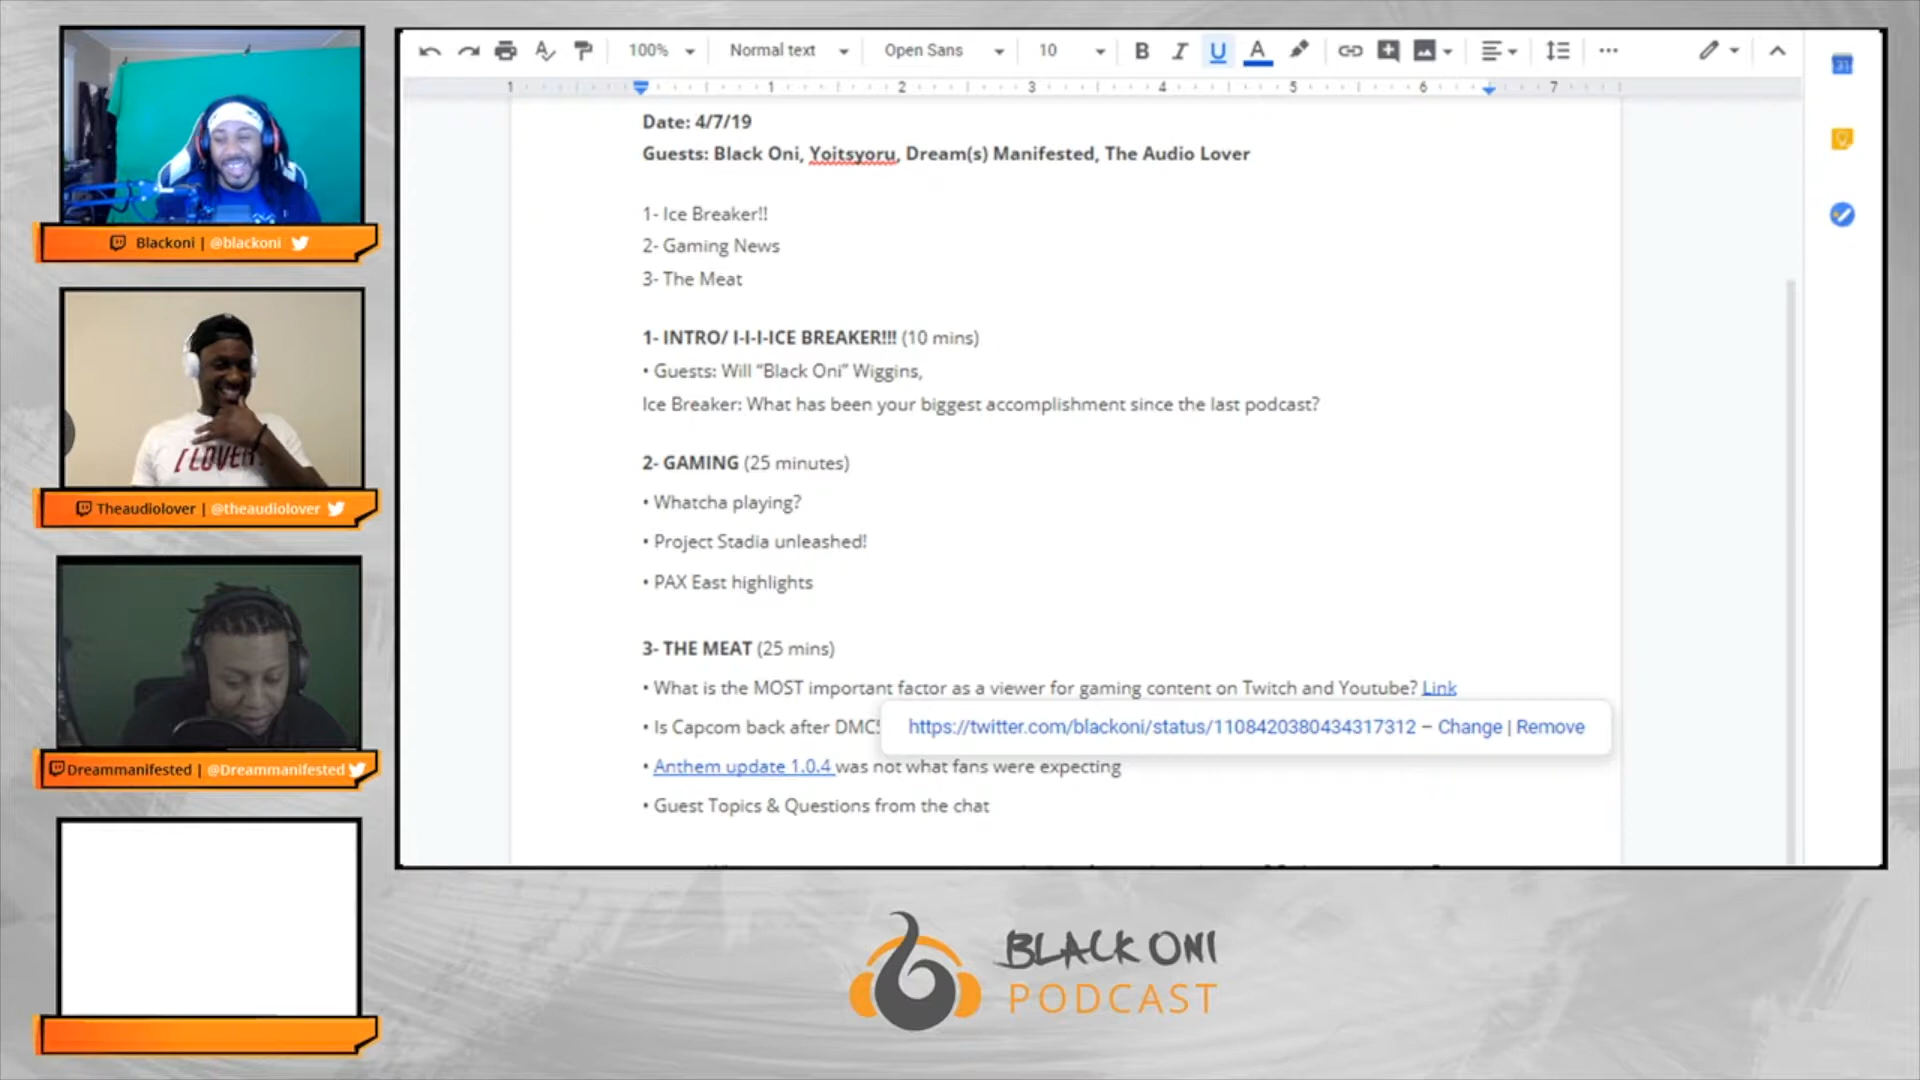 100%
Normal text
Open Sans
10
B I U A
1 1 2 3 4 5 6 7
31
Date: 4/7/19
Guests: Black Oni, Yoitsyoru, Dream(s) Manifested, The Audio Lover
1- Ice Breaker!!
2- Gaming News
3- The Meat
1- INTRO/ I-I-I-ICE BREAKER!!! (10 mins)
• Guests: Will “Black Oni” Wiggins,
Ice Breaker: What has been your biggest accomplishment since the last podcast?
2- GAMING (25 minutes)
• Whatcha playing?
• Project Stadia unleashed!
• PAX East highlights
3- THE MEAT (25 mins)
• What is the MOST important factor as a viewer for gaming content on Twitch and Youtube? Link
• Is Capcom back after DMC5
https://twitter.com/blackoni/status/1108420380434317312 – Change | Remove
• Anthem update 1.0.4 was not what fans were expecting
• Guest Topics & Questions from the chat
Blackoni | @blackoni
I LOVE
Theaudiolover | @theaudiolover
Dreammanifested | @Dreammanifested
BLACK ONI
PODCAST